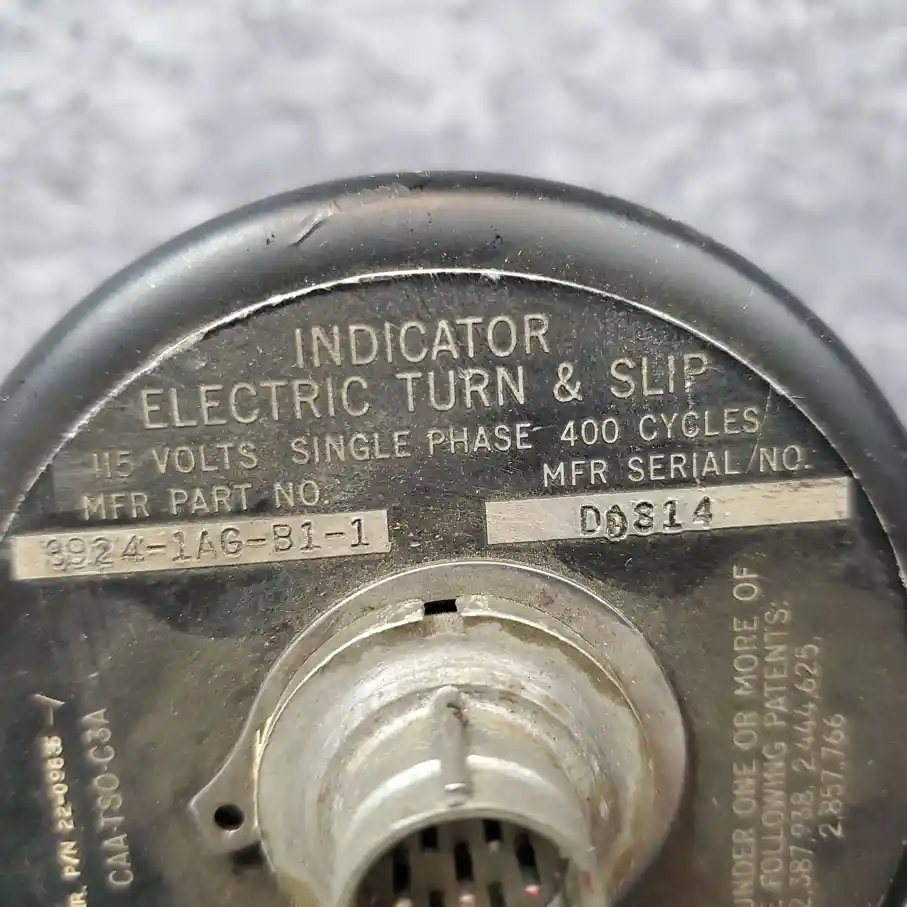 INDICATOR
ELECTRIC TURN & SLIP
115 VOLTS SINGLE PHASE 400 CYCLES
MFR PART NO.
MFR SERIAL NO.
3924-1AG-B1-1
D0814
P/N
CAA-TSO-C3A
UNDER ONE OR MORE OF
FOLLOWING PATENTS:
2,387,938, 2,444,625,
2,857,766